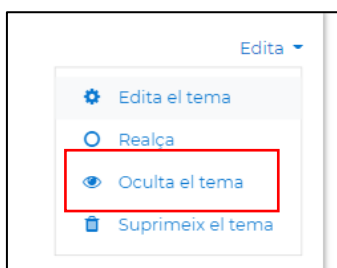 Edita
Edita el tema
Realça
Oculta el tema
Suprimeix el tema